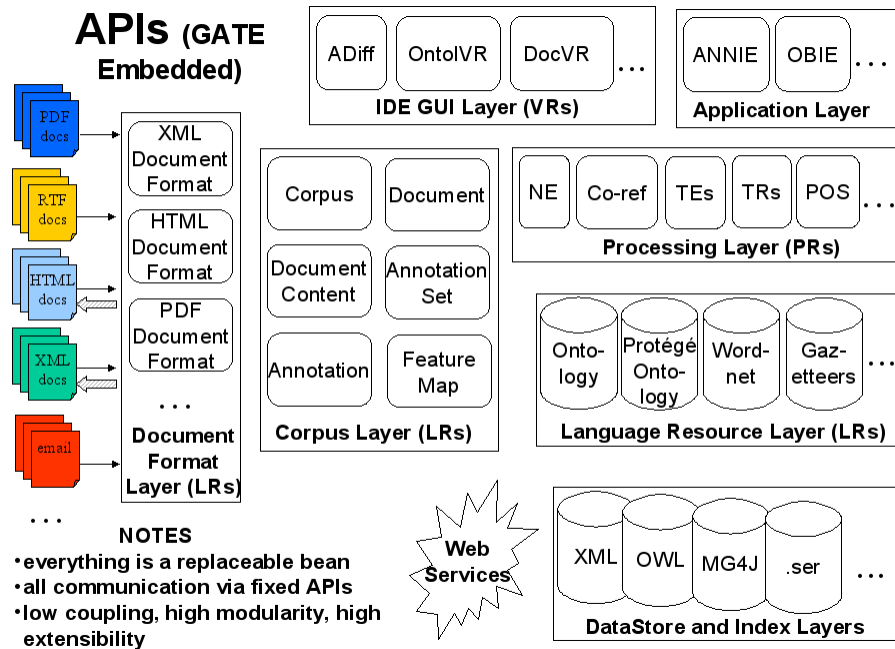 APIs (GATE
Embedded)
PDF
docs
RTF
docs
HTML
docs
XML
docs
email
...
XML
Document
Format
HTML
Document
Format
PDF
Document
Format
...
Document
Format
Layer (LRs)
ADiff
OntolVR
DocVR
...
IDE GUI Layer (VRs)
ANNIE
OBIE
...
Application Layer
Corpus
Document
Document
Content
Annotation
Set
Annotation
Feature
Map
Corpus Layer (LRs)
NE
Co-ref
TEs
TRs
POS
...
Processing Layer (PRs)
Onto-
logy
Protégé
Onto-
logy
Word-
net
Gaz-
etteers
...
Language Resource Layer (LRs)
NOTES
•everything is a replaceable bean
•all communication via fixed APIs
•low coupling, high modularity, high
extensibility
Web
Services
XML
OWL
MG4J
.ser
...
DataStore and Index Layers